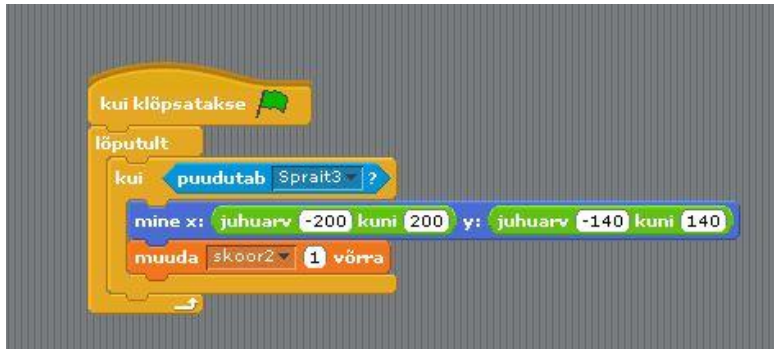 kui klõpsatakse
lõputult
kui puudutab Sprait3 ?
mine x: juhuarv -200 kuni 200 y: juhuarv -140 kuni 140
muuda skoor2 1 võrra